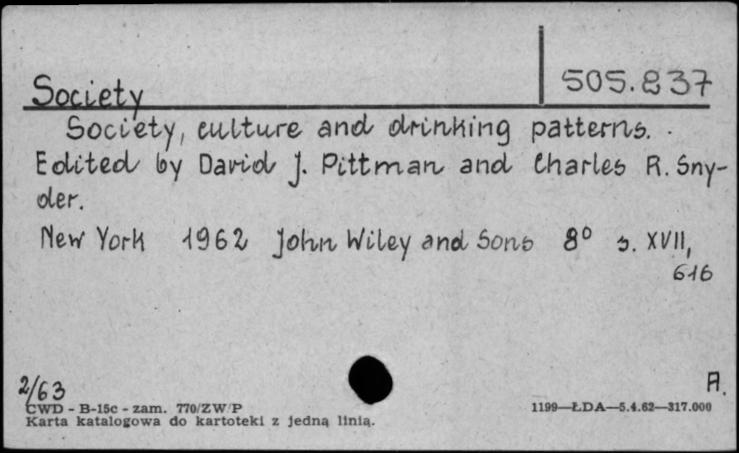 505.837
Society
Society, culture and drinking patterns.
Edited by David J. Pittman and Charles R. Sny-
der.
New York 1962 John Wiley and Sons 8° s. XVII,
616
2/63
A.
CWD - B-15c - zam. 770/ZW/P
1199—ŁDA—5.4.62—317.000
Karta katalogowa do kartoteki z jedną linią.